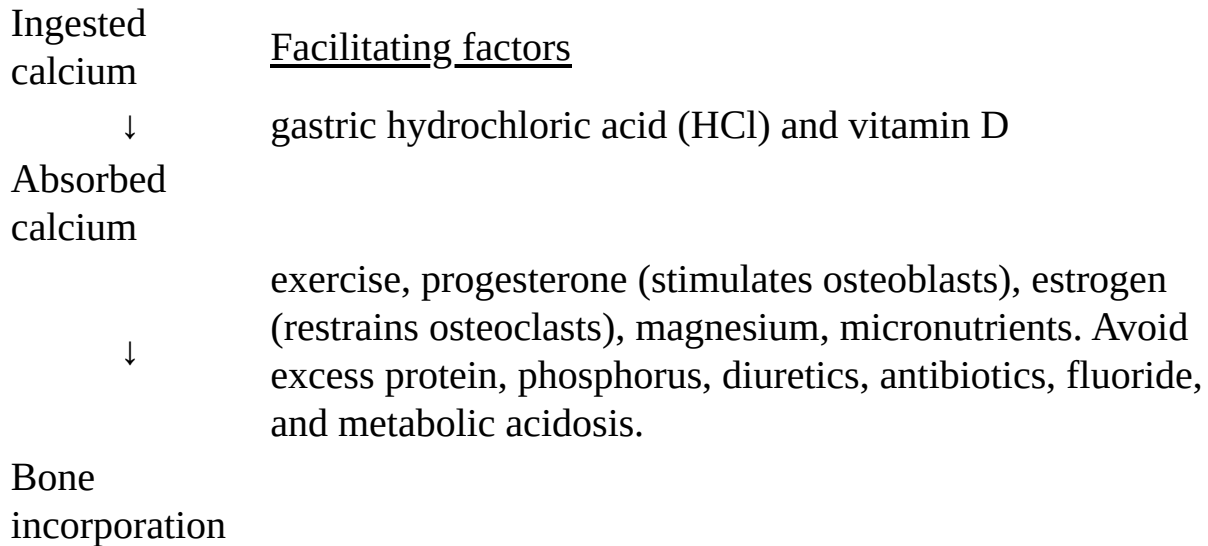 Ingested
calcium
Facilitating factors
↓
gastric hydrochloric acid (HCl) and vitamin D
Absorbed
calcium
↓
exercise, progesterone (stimulates osteoblasts), estrogen
(restrains osteoclasts), magnesium, micronutrients. Avoid
excess protein, phosphorus, diuretics, antibiotics, fluoride,
and metabolic acidosis.
Bone
incorporation